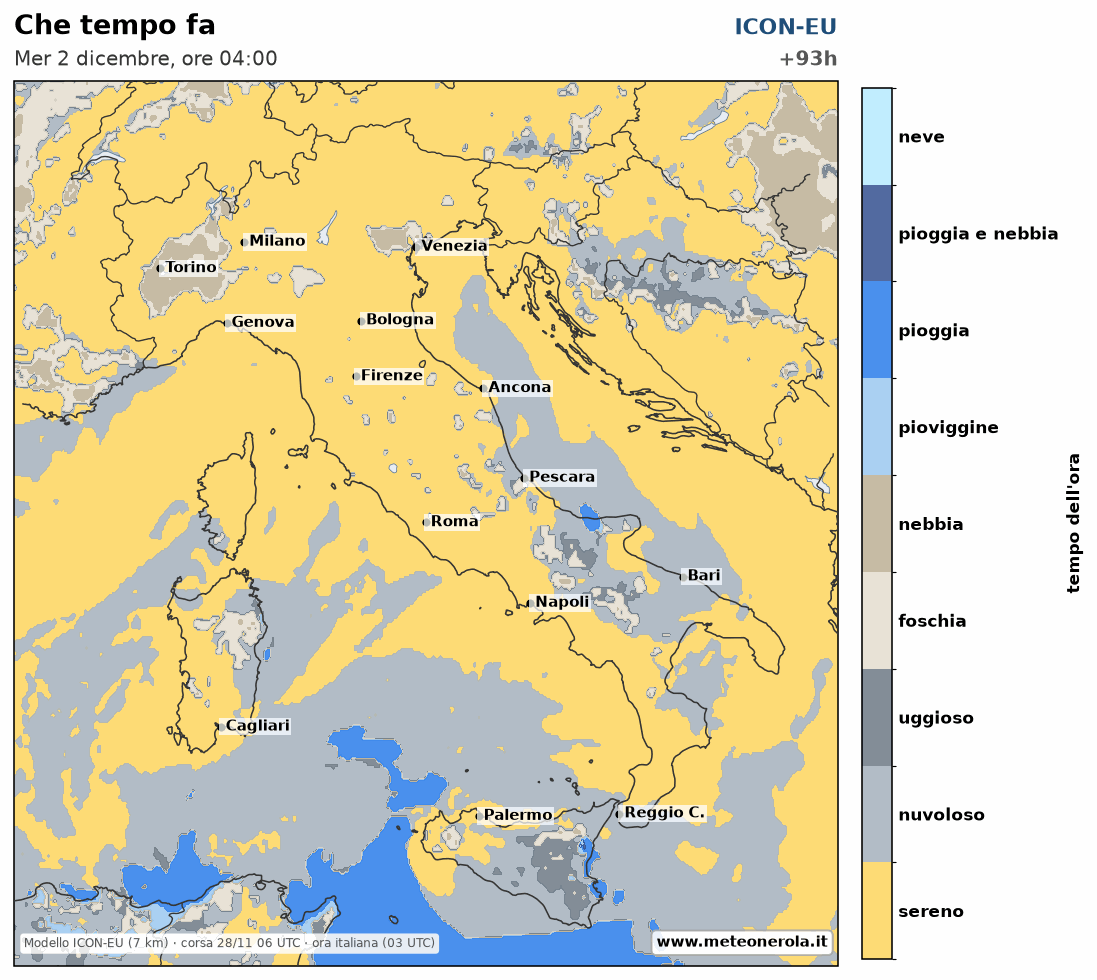 Che tempo fa
ICON-EU
Mer 2 dicembre, ore 04:00
+93h
Milano
Venezia
Torino
Genova
Bologna
Firenze
Ancona
Pescara
Roma
Bari
Napoli
Cagliari
Palermo
Reggio C.
Modello ICON-EU (7 km) · corsa 28/11 06 UTC · ora italiana (03 UTC)
www.meteonerola.it
neve
pioggia e nebbia
pioggia
pioviggine
nebbia
foschia
uggioso
nuvoloso
sereno
tempo dell'ora